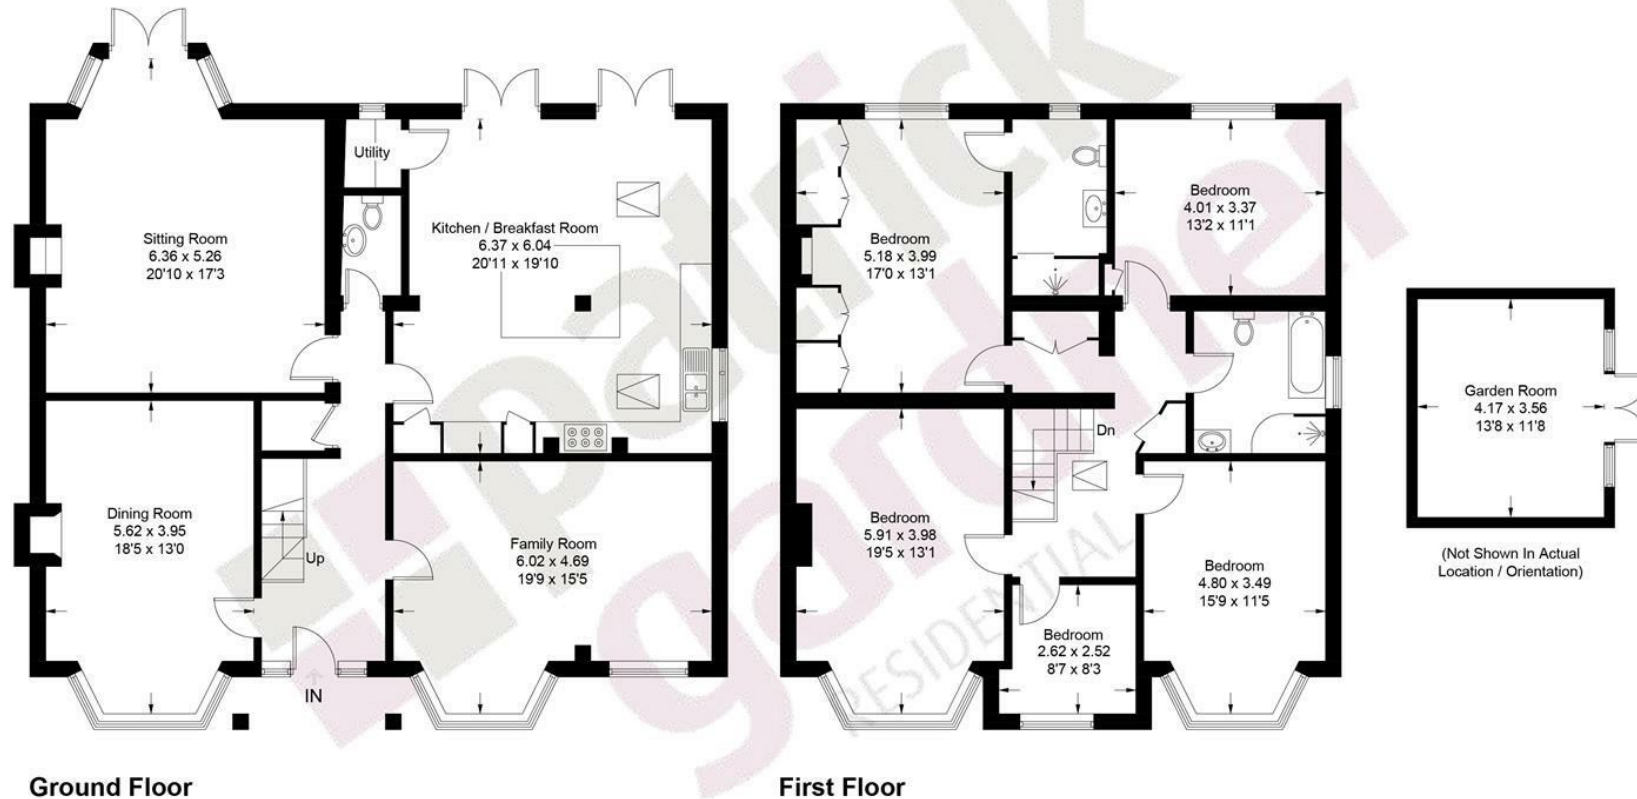 Utility
Sitting Room
6.36 x 5.26
20'10 x 17'3
Kitchen / Breakfast Room
6.37 x 6.04
20'11 x 19'10
Dining Room
5.62 x 3.95
18'5 x 13'0
Up
Family Room
6.02 x 4.69
19'9 x 15'5
IN
Ground Floor
Bedroom
5.18 x 3.99
17'0 x 13'1
Bedroom
4.01 x 3.37
13'2 x 11'1
Dn
Bedroom
5.91 x 3.98
19'5 x 13'1
Bedroom
4.80 x 3.49
15'9 x 11'5
Bedroom
2.62 x 2.52
8'7 x 8'3
First Floor
Garden Room
4.17 x 3.56
13'8 x 11'8
(Not Shown In Actual
Location / Orientation)
patrick
gardner
RESIDENTIAL